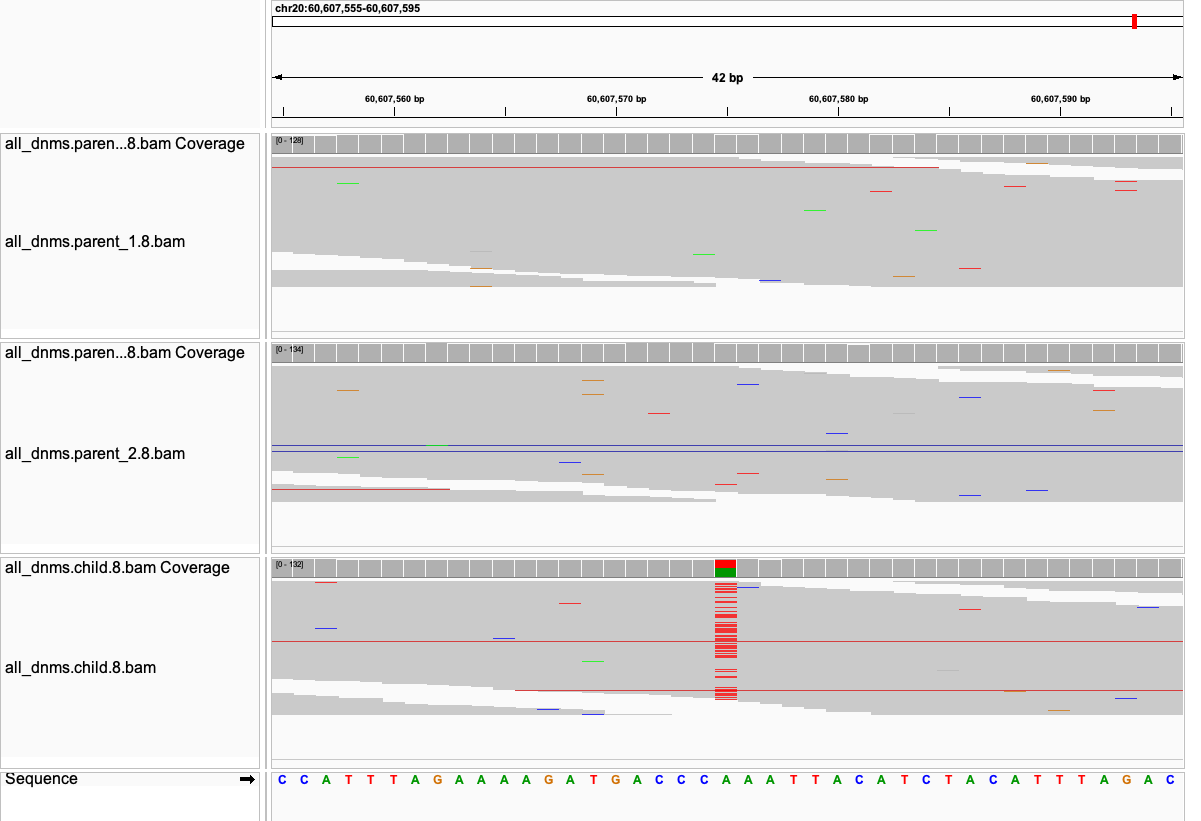 chr20:60,607,555-60,607,595
42 bp
60,607,560 bp 60,607,570 bp 60,607,580 bp 60,607,590 bp
all_dnms.paren...8.bam Coverage
[0 - 128]
all_dnms.parent_1.8.bam
all_dnms.paren...8.bam Coverage
[0 - 134]
all_dnms.parent_2.8.bam
all_dnms.child.8.bam Coverage
[0 - 132]
all_dnms.child.8.bam
Sequence C C A T T T A G A A A A G A T G A C C C A A A T T A C A T C T A C A T T T A G A C